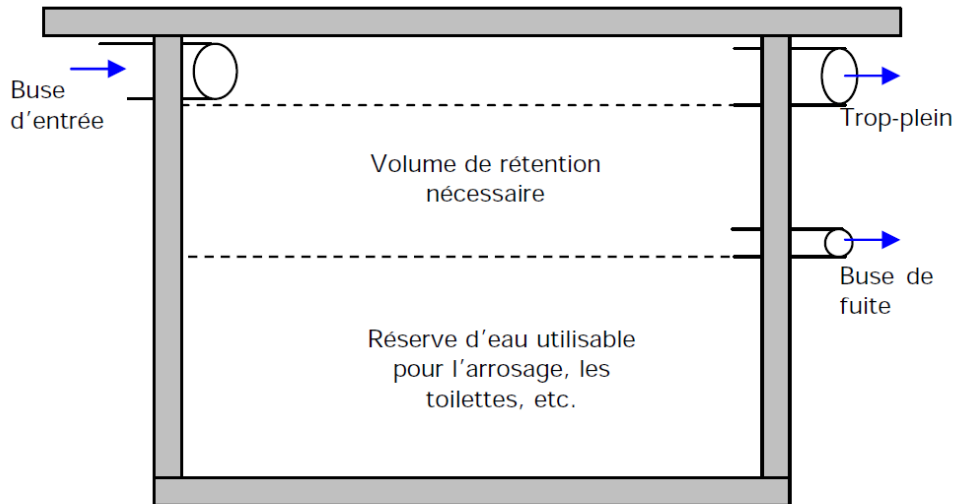 Buse
d'entrée
Trop-plein
Volume de rétention
nécessaire
Buse de
fuite
Réserve d'eau utilisable
pour l'arrosage, les
toilettes, etc.